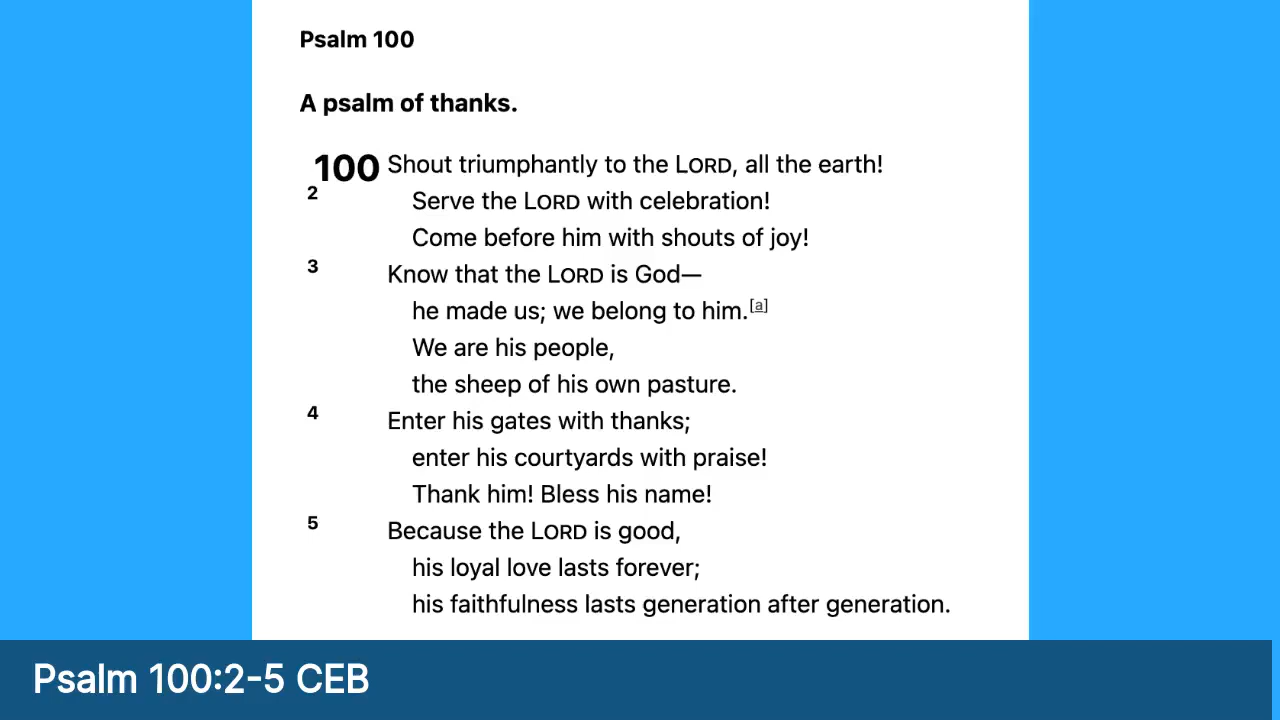 Psalm 100
A psalm of thanks.
100 Shout triumphantly to the LORD, all the earth!
2 Serve the LORD with celebration!
Come before him with shouts of joy!
3 Know that the LORD is God—
he made us; we belong to him.[a]
We are his people,
the sheep of his own pasture.
4 Enter his gates with thanks;
enter his courtyards with praise!
Thank him! Bless his name!
5 Because the LORD is good,
his loyal love lasts forever;
his faithfulness lasts generation after generation.
Psalm 100:2-5 CEB